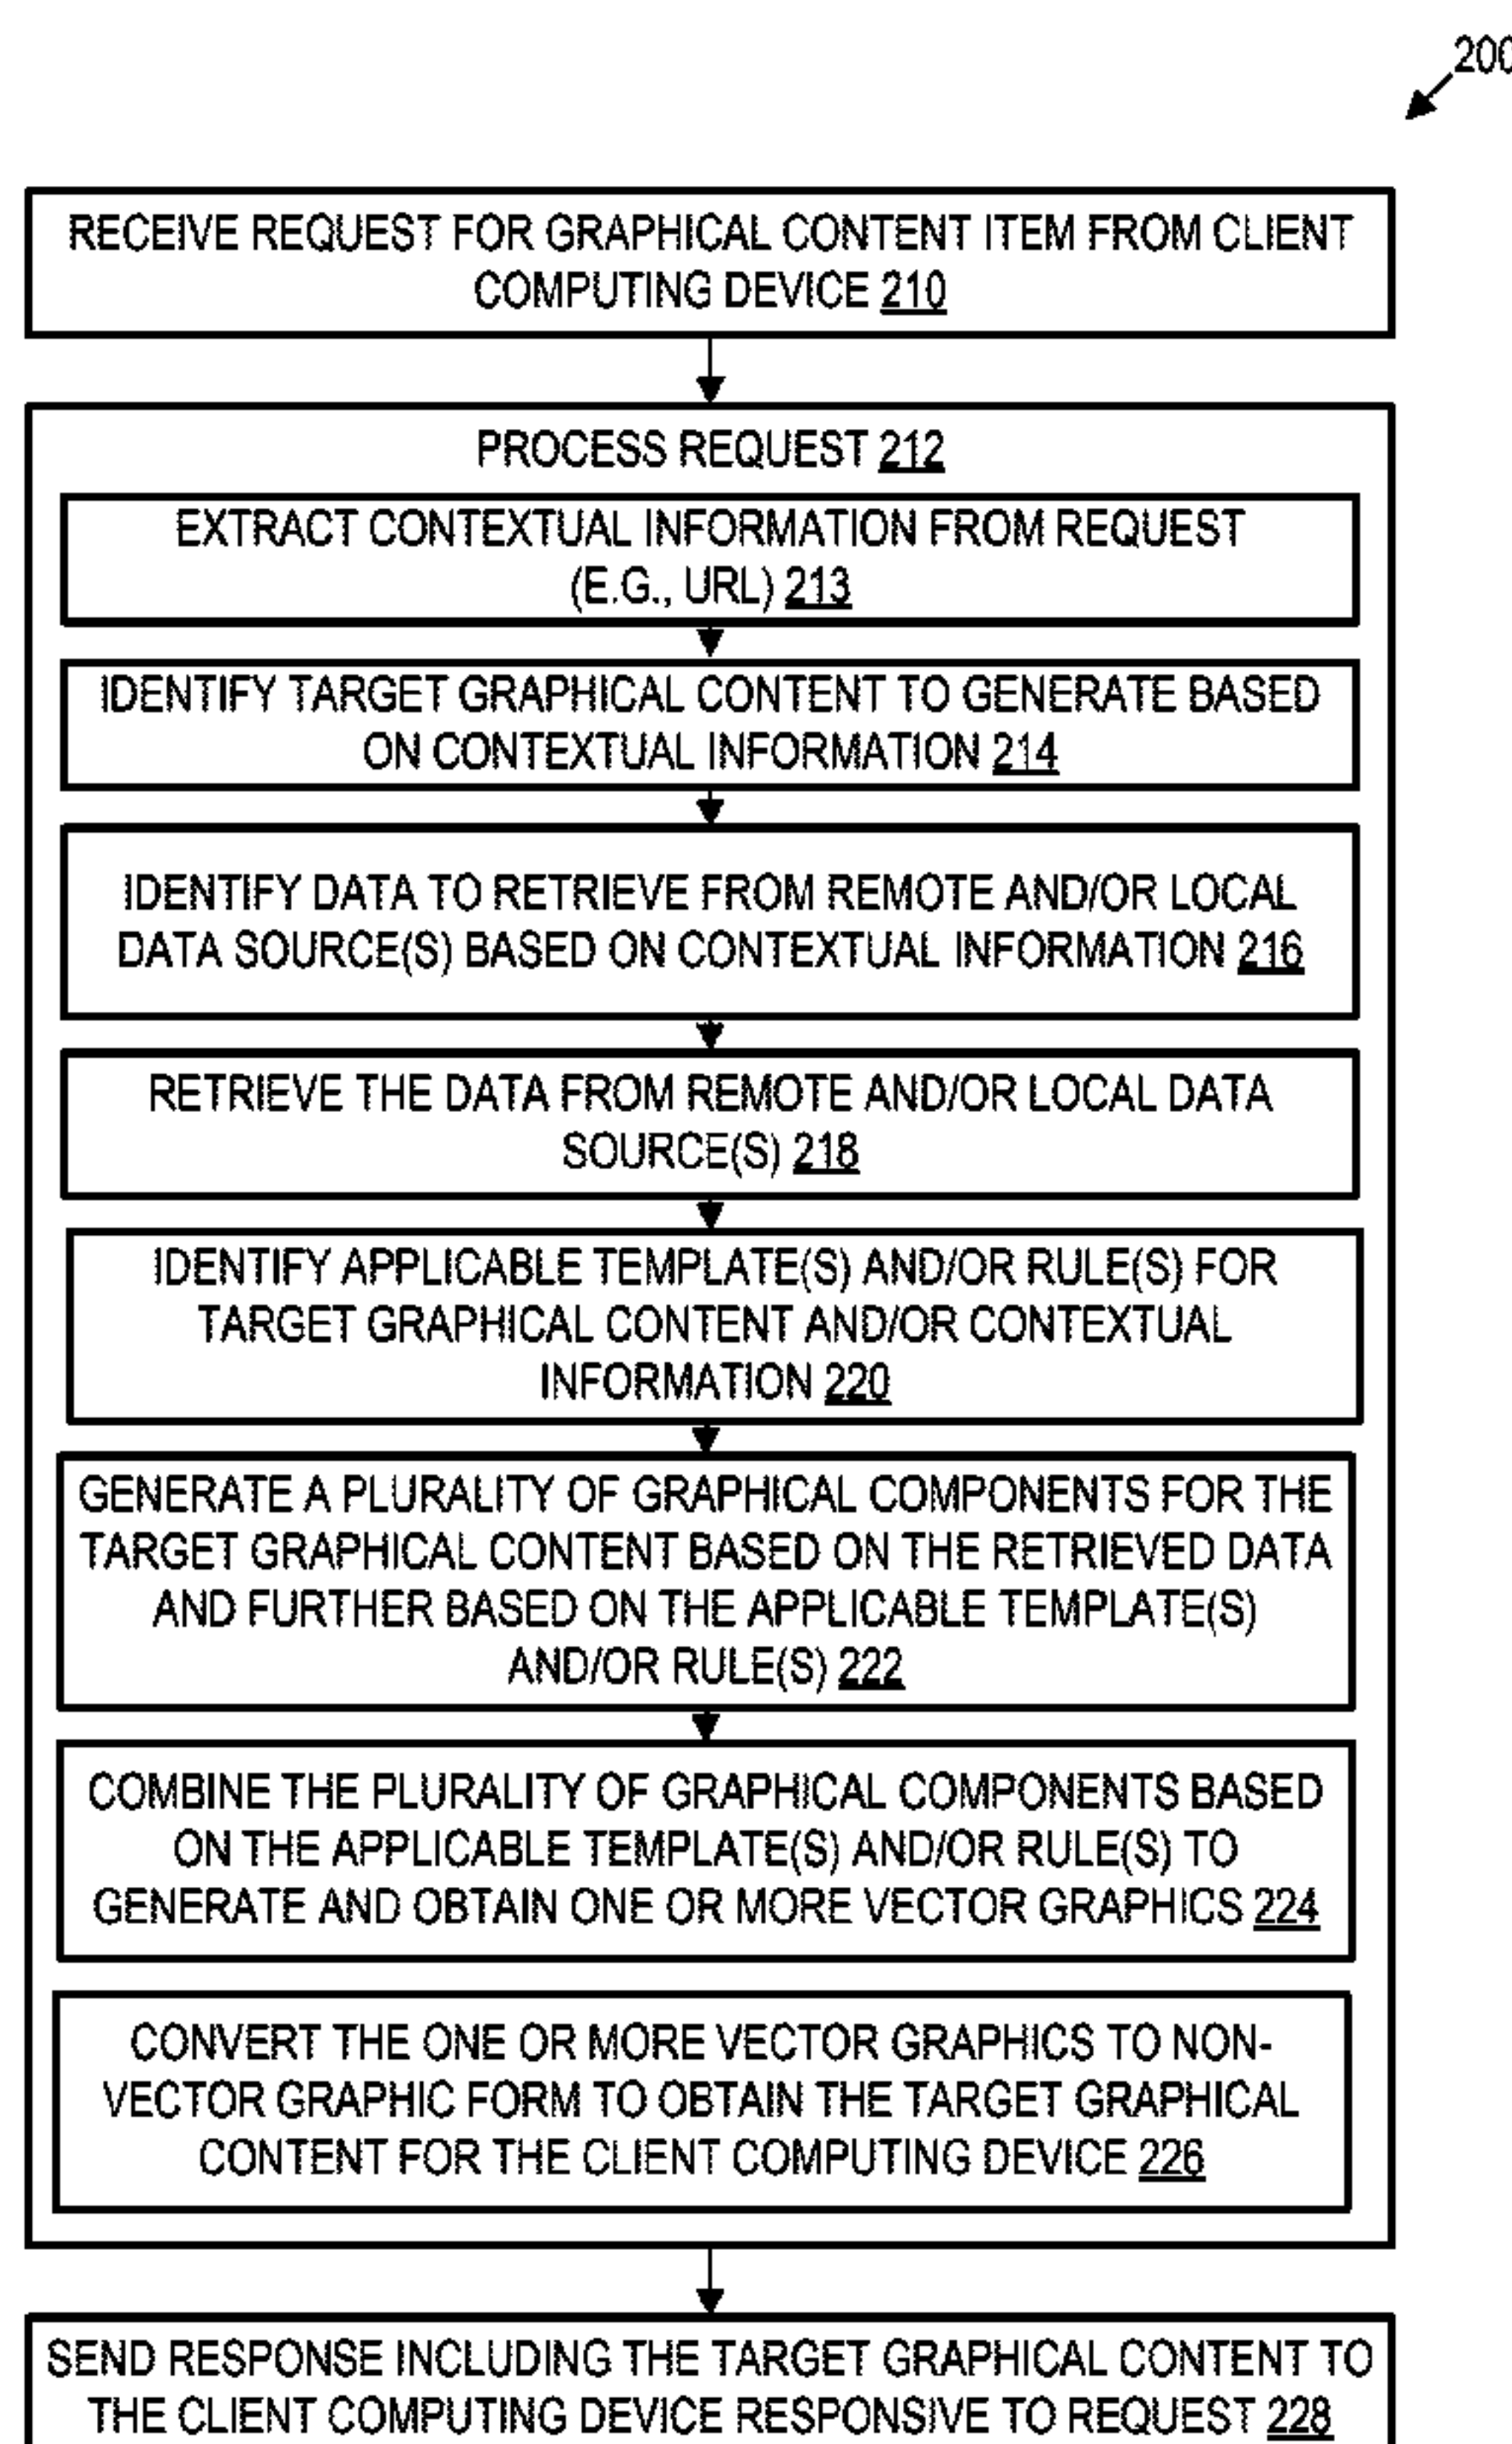 200
RECEIVE REQUEST FOR GRAPHICAL CONTENT ITEM FROM CLIENT
COMPUTING DEVICE 210
PROCESS REQUEST 212
EXTRACT CONTEXTUAL INFORMATION FROM REQUEST
(E.G., URL) 213
IDENTIFY TARGET GRAPHICAL CONTENT TO GENERATE BASED
ON CONTEXTUAL INFORMATION 214
IDENTIFY DATA TO RETRIEVE FROM REMOTE AND/OR LOCAL
DATA SOURCE(S) BASED ON CONTEXTUAL INFORMATION 216
RETRIEVE THE DATA FROM REMOTE AND/OR LOCAL DATA
SOURCE(S) 218
IDENTIFY APPLICABLE TEMPLATE(S) AND/OR RULE(S) FOR
TARGET GRAPHICAL CONTENT AND/OR CONTEXTUAL
INFORMATION 220
GENERATE A PLURALITY OF GRAPHICAL COMPONENTS FOR THE
TARGET GRAPHICAL CONTENT BASED ON THE RETRIEVED DATA
AND FURTHER BASED ON THE APPLICABLE TEMPLATE(S)
AND/OR RULE(S) 222
COMBINE THE PLURALITY OF GRAPHICAL COMPONENTS BASED
ON THE APPLICABLE TEMPLATE(S) AND/OR RULE(S) TO
GENERATE AND OBTAIN ONE OR MORE VECTOR GRAPHICS 224
CONVERT THE ONE OR MORE VECTOR GRAPHICS TO NON-
VECTOR GRAPHIC FORM TO OBTAIN THE TARGET GRAPHICAL
CONTENT FOR THE CLIENT COMPUTING DEVICE 226
SEND RESPONSE INCLUDING THE TARGET GRAPHICAL CONTENT TO
THE CLIENT COMPUTING DEVICE RESPONSIVE TO REQUEST 228